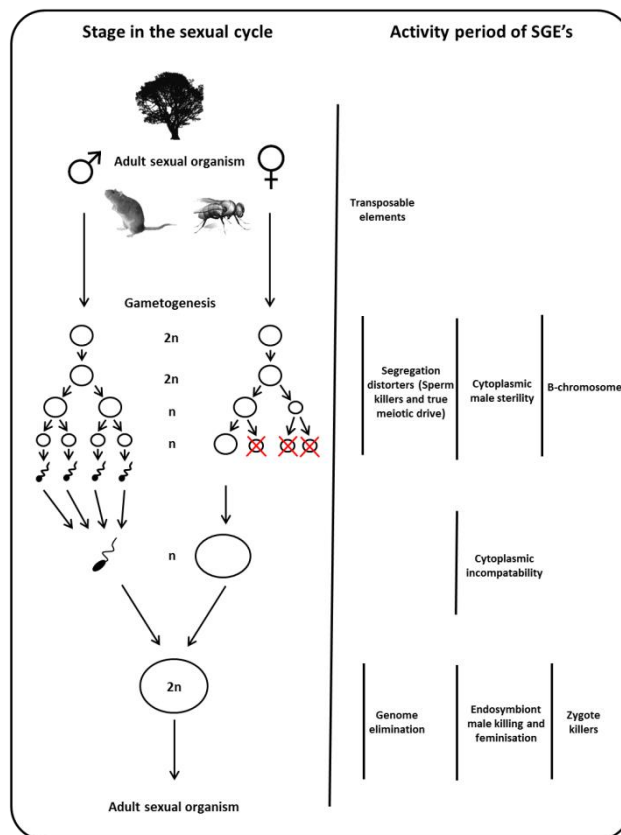 Stage in the sexual cycle
Activity period of SGE's
♂ Adult sexual organism ♀
Transposable
elements
Gametogenesis
2n
2n
n
n
Segregation
distorters (Sperm
killers and true
meiotic drive)
Cytoplasmic
male sterility
B-chromosome
n
Cytoplasmic
incompatability
2n
Genome
elimination
Endosymbiont
male killing and
feminisation
Zygote
killers
Adult sexual organism